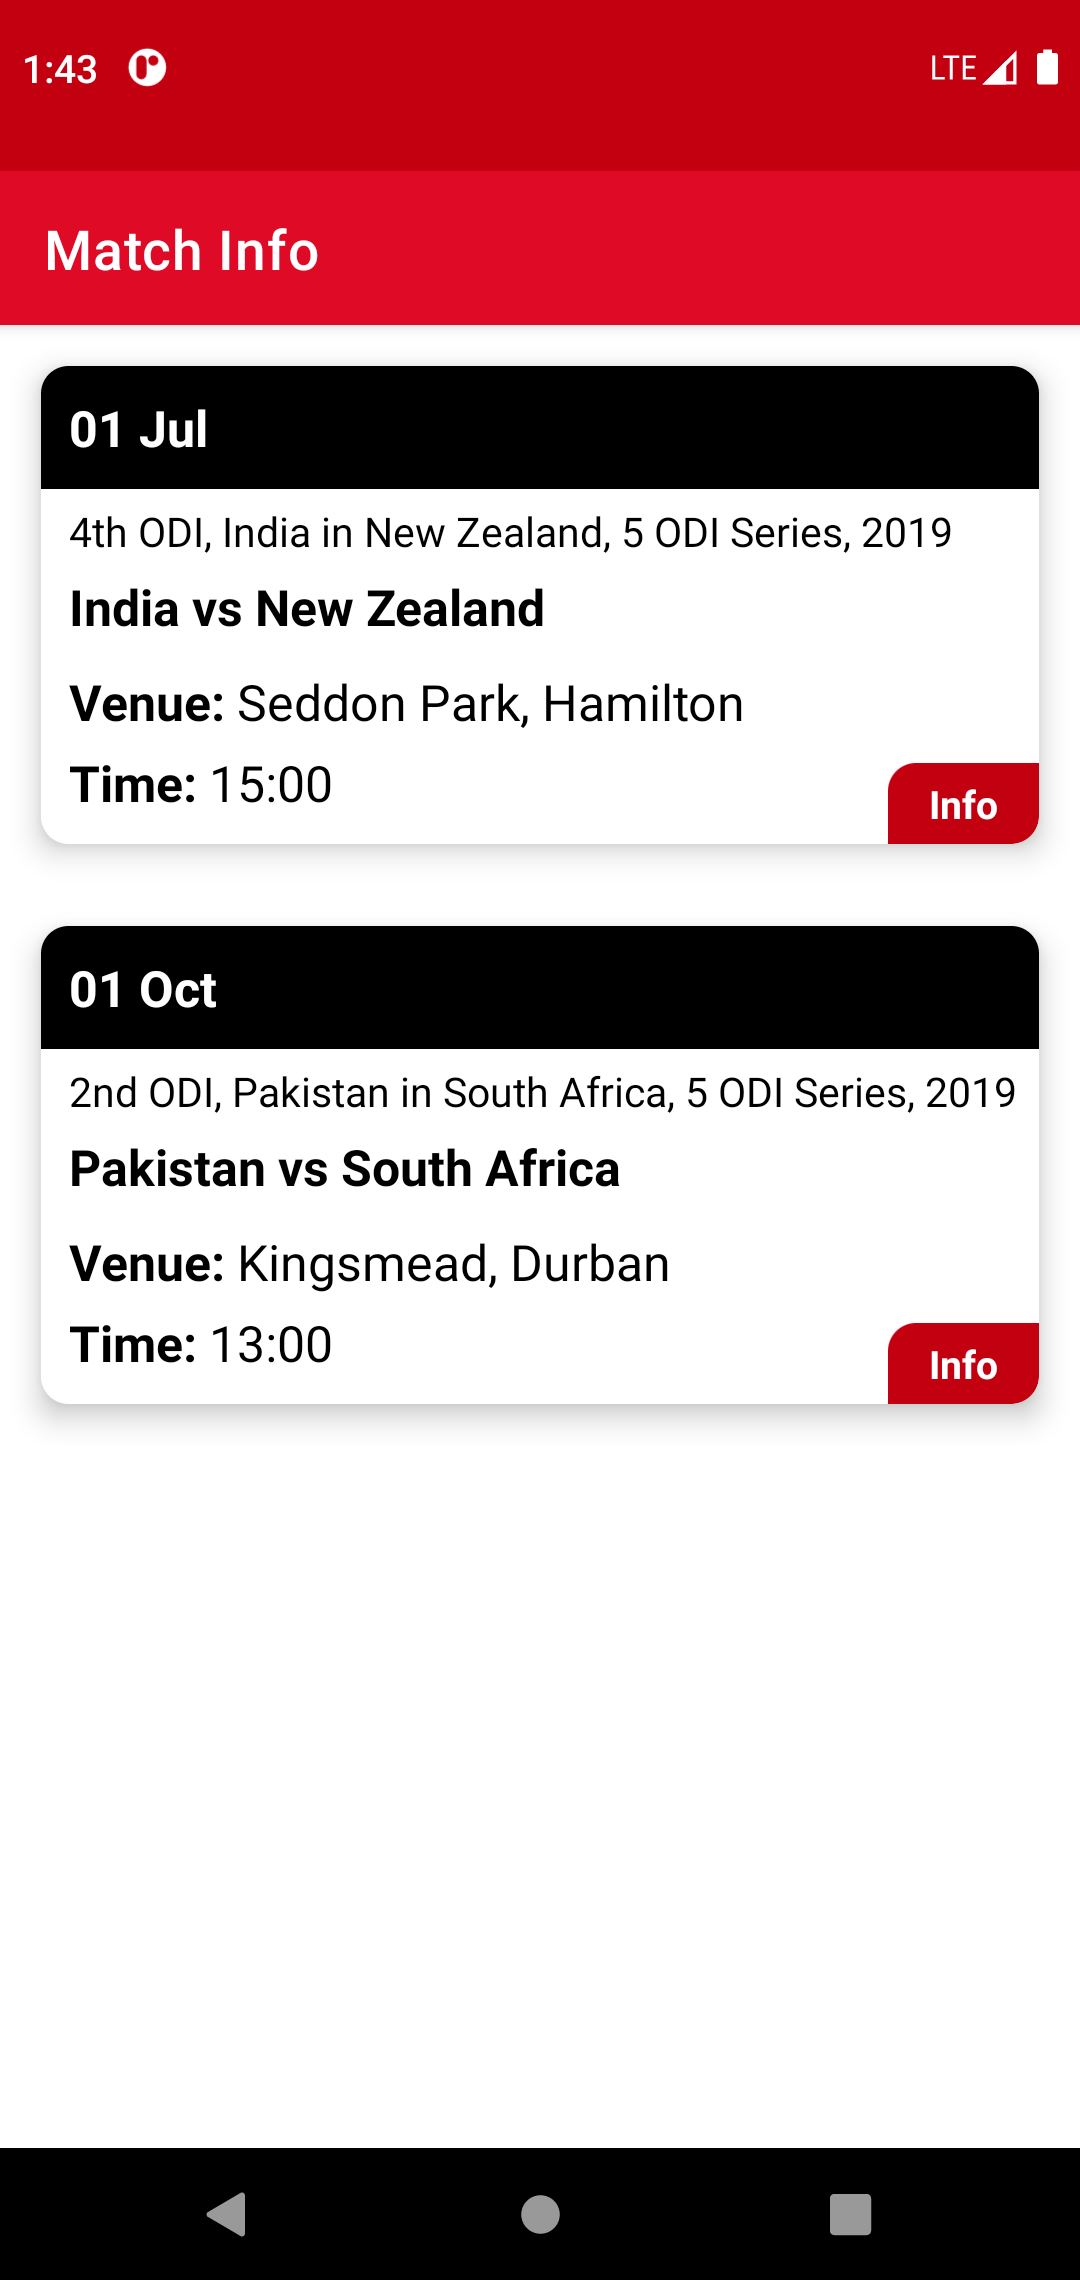 1:43
LTE
Match Info
01 Jul
4th ODI, India in New Zealand, 5 ODI Series, 2019
India vs New Zealand
Venue: Seddon Park, Hamilton
Time: 15:00
Info
01 Oct
2nd ODI, Pakistan in South Africa, 5 ODI Series, 2019
Pakistan vs South Africa
Venue: Kingsmead, Durban
Time: 13:00
Info